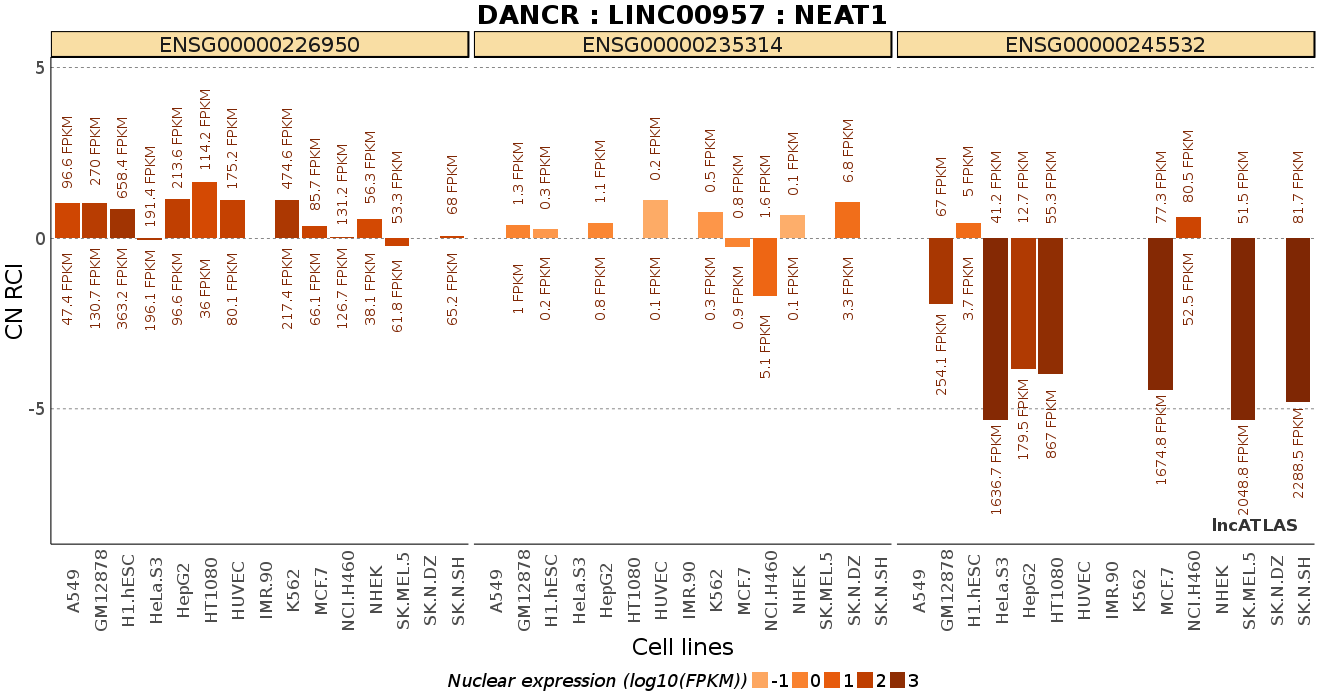 DANCR : LINC00957 : NEAT1
ENSG00000226950 ENSG00000235314 ENSG00000245532
CN RCI
5
0
-5
96.6 FPKM
270 FPKM
658.4 FPKM
191.4 FPKM
213.6 FPKM
114.2 FPKM
175.2 FPKM
474.6 FPKM
85.7 FPKM
131.2 FPKM
56.3 FPKM
53.3 FPKM
68 FPKM
47.4 FPKM
130.7 FPKM
363.2 FPKM
196.1 FPKM
96.6 FPKM
36 FPKM
80.1 FPKM
217.4 FPKM
66.1 FPKM
126.7 FPKM
38.1 FPKM
61.8 FPKM
65.2 FPKM
1.3 FPKM
0.3 FPKM
1.1 FPKM
0.2 FPKM
0.5 FPKM
0.8 FPKM
1.6 FPKM
0.1 FPKM
6.8 FPKM
1 FPKM
0.2 FPKM
0.8 FPKM
0.1 FPKM
0.3 FPKM
0.9 FPKM
5.1 FPKM
0.1 FPKM
3.3 FPKM
67 FPKM
5 FPKM
41.2 FPKM
12.7 FPKM
55.3 FPKM
77.3 FPKM
80.5 FPKM
51.5 FPKM
81.7 FPKM
254.1 FPKM
3.7 FPKM
1636.7 FPKM
179.5 FPKM
867 FPKM
1674.8 FPKM
52.5 FPKM
2048.8 FPKM
2288.5 FPKM
lncATLAS
A549
GM12878
H1.hESC
HeLa.S3
HepG2
HT1080
HUVEC
IMR.90
K562
MCF.7
NCI.H460
NHEK
SK.MEL.5
SK.N.DZ
SK.N.SH
A549
GM12878
H1.hESC
HeLa.S3
HepG2
HT1080
HUVEC
IMR.90
K562
MCF.7
NCI.H460
NHEK
SK.MEL.5
SK.N.DZ
SK.N.SH
A549
GM12878
H1.hESC
HeLa.S3
HepG2
HT1080
HUVEC
IMR.90
K562
MCF.7
NCI.H460
NHEK
SK.MEL.5
SK.N.DZ
SK.N.SH
Cell lines
Nuclear expression (log10(FPKM)) -1 0 1 2 3